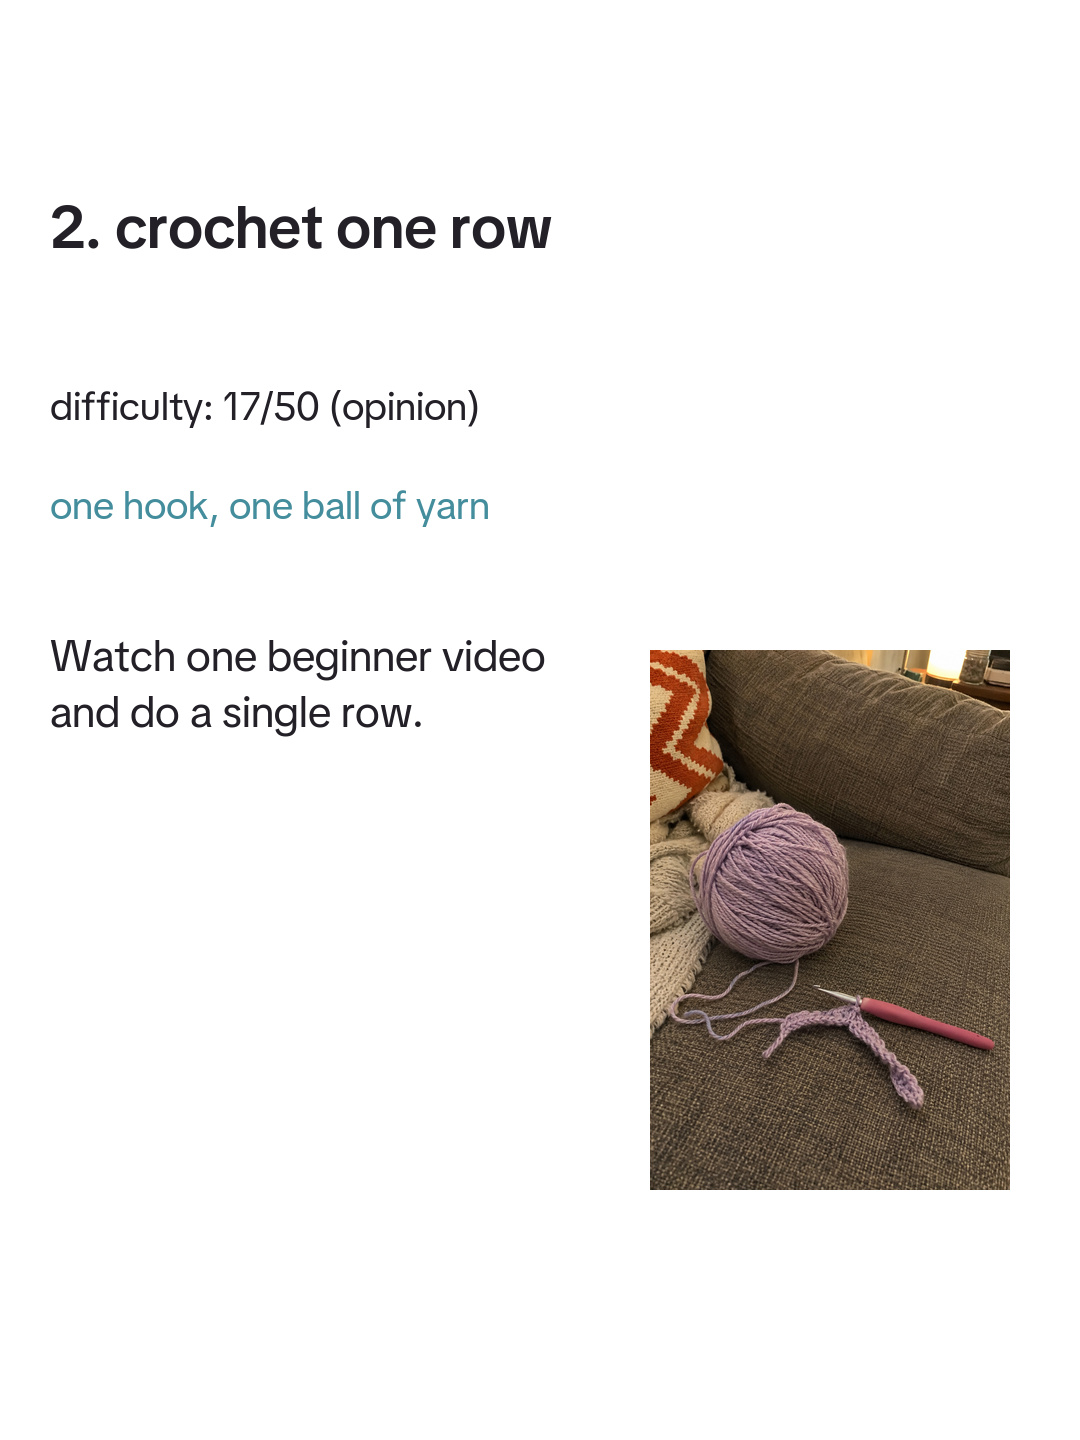 2. crochet one row
difficulty: 17/50 (opinion)
one hook, one ball of yarn
Watch one beginner video
and do a single row.